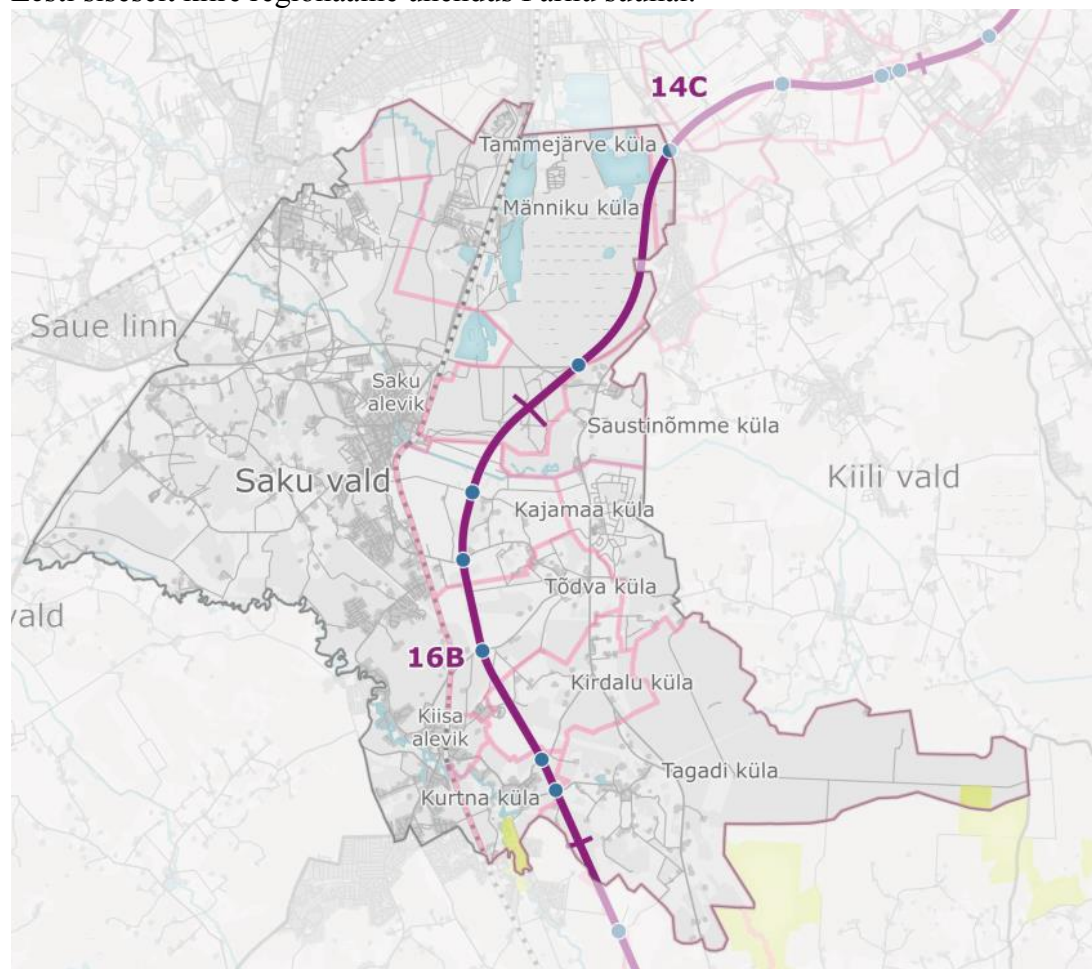 14C
Tammejärve küla
Männiku küla
Saue linn
Saku
alevik
Saustinõmme küla
Saku vald
Kiili vald
Kajamaa küla
Tõdva küla
vald
16B
Kirdalu küla
Kiisa
alevik
Tagadi küla
Kurtna küla